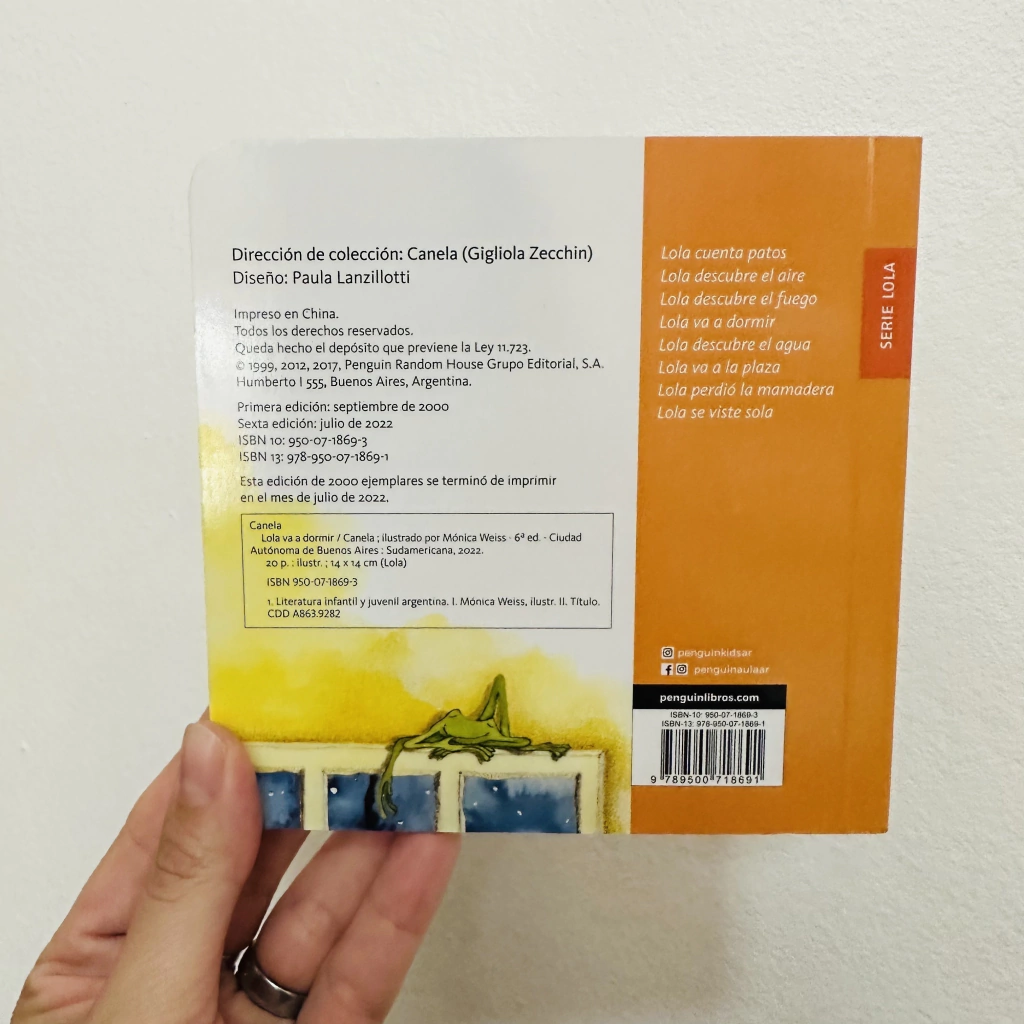 Dirección de colección: Canela (Gigliola Zecchin)
Diseño: Paula Lanzillotti
Impreso en China.
Todos los derechos reservados.
Queda hecho el depósito que previene la Ley 11.723.
© 1999, 2012, 2017, Penguin Random House Grupo Editorial, S.A.
Humberto I 555, Buenos Aires, Argentina.
Primera edición: septiembre de 2000
Sexta edición: julio de 2022
ISBN 10: 950-07-1869-3
ISBN 13: 978-950-07-1869-1
Esta edición de 2000 ejemplares se terminó de imprimir
en el mes de julio de 2022.
Canela
Lola va a dormir / Canela ; ilustrado por Mónica Weiss - 6ª ed. - Ciudad
Autónoma de Buenos Aires : Sudamericana, 2022.
20 p. : ilustr. ; 14 x 14 cm (Lola)
ISBN 950-07-1869-3
1. Literatura infantil y juvenil argentina. I. Mónica Weiss, ilustr. II. Título.
CDD A863.9282
Lola cuenta patos
Lola descubre el aire
Lola descubre el fuego
Lola va a dormir
Lola descubre el agua
Lola va a la plaza
Lola perdió la mamadera
Lola se viste sola
SERIE LOLA
penguinkidsar
penguinaulaar
penguinlibros.com
ISBN-10: 950-07-1869-3
ISBN-13: 978-950-07-1869-1
9 789500 718691